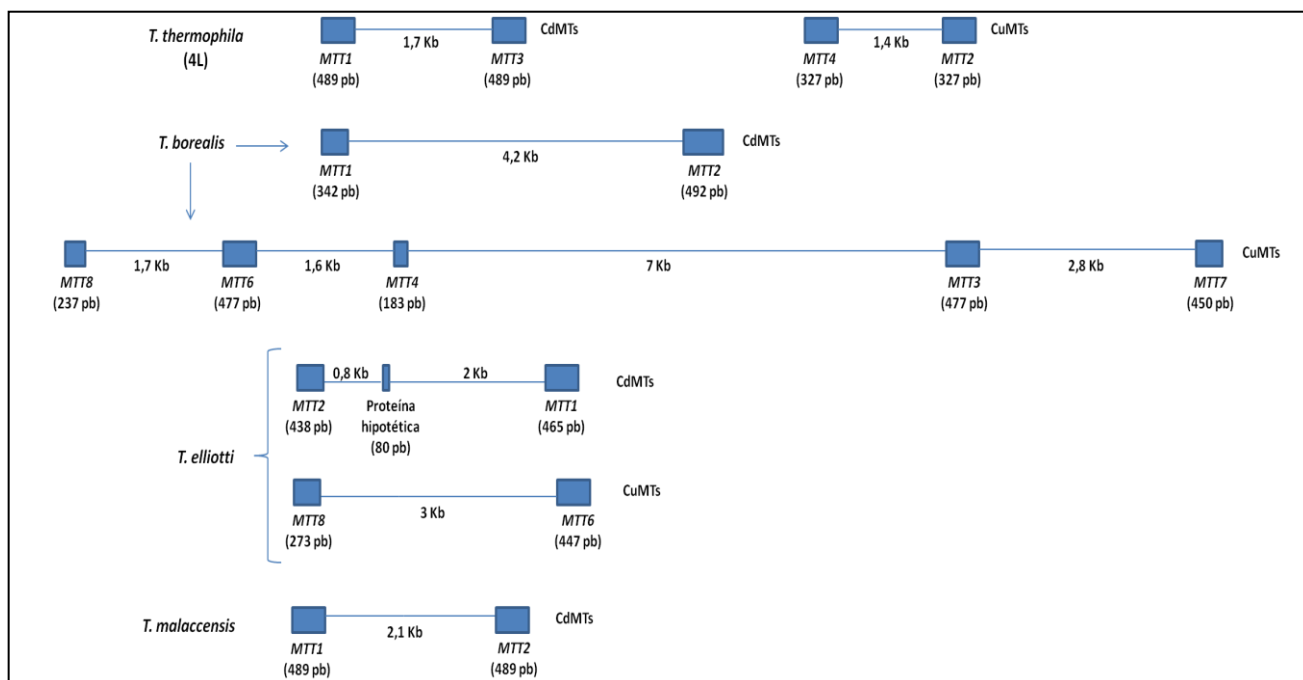 T. thermophila
(4L)
1,7 Kb
CdMTs
MTT1
(489 pb)
MTT3
(489 pb)
1,4 Kb
CuMTs
MTT4
(327 pb)
MTT2
(327 pb)
T. borealis
4,2 Kb
CdMTs
MTT1
(342 pb)
MTT2
(492 pb)
1,7 Kb
1,6 Kb
7 Kb
2,8 Kb
CuMTs
MTT8
(237 pb)
MTT6
(477 pb)
MTT4
(183 pb)
MTT3
(477 pb)
MTT7
(450 pb)
T. elliotti
0,8 Kb
2 Kb
CdMTs
MTT2
(438 pb)
Proteína
hipotética
(80 pb)
MTT1
(465 pb)
3 Kb
CuMTs
MTT8
(273 pb)
MTT6
(447 pb)
T. malaccensis
2,1 Kb
CdMTs
MTT1
(489 pb)
MTT2
(489 pb)